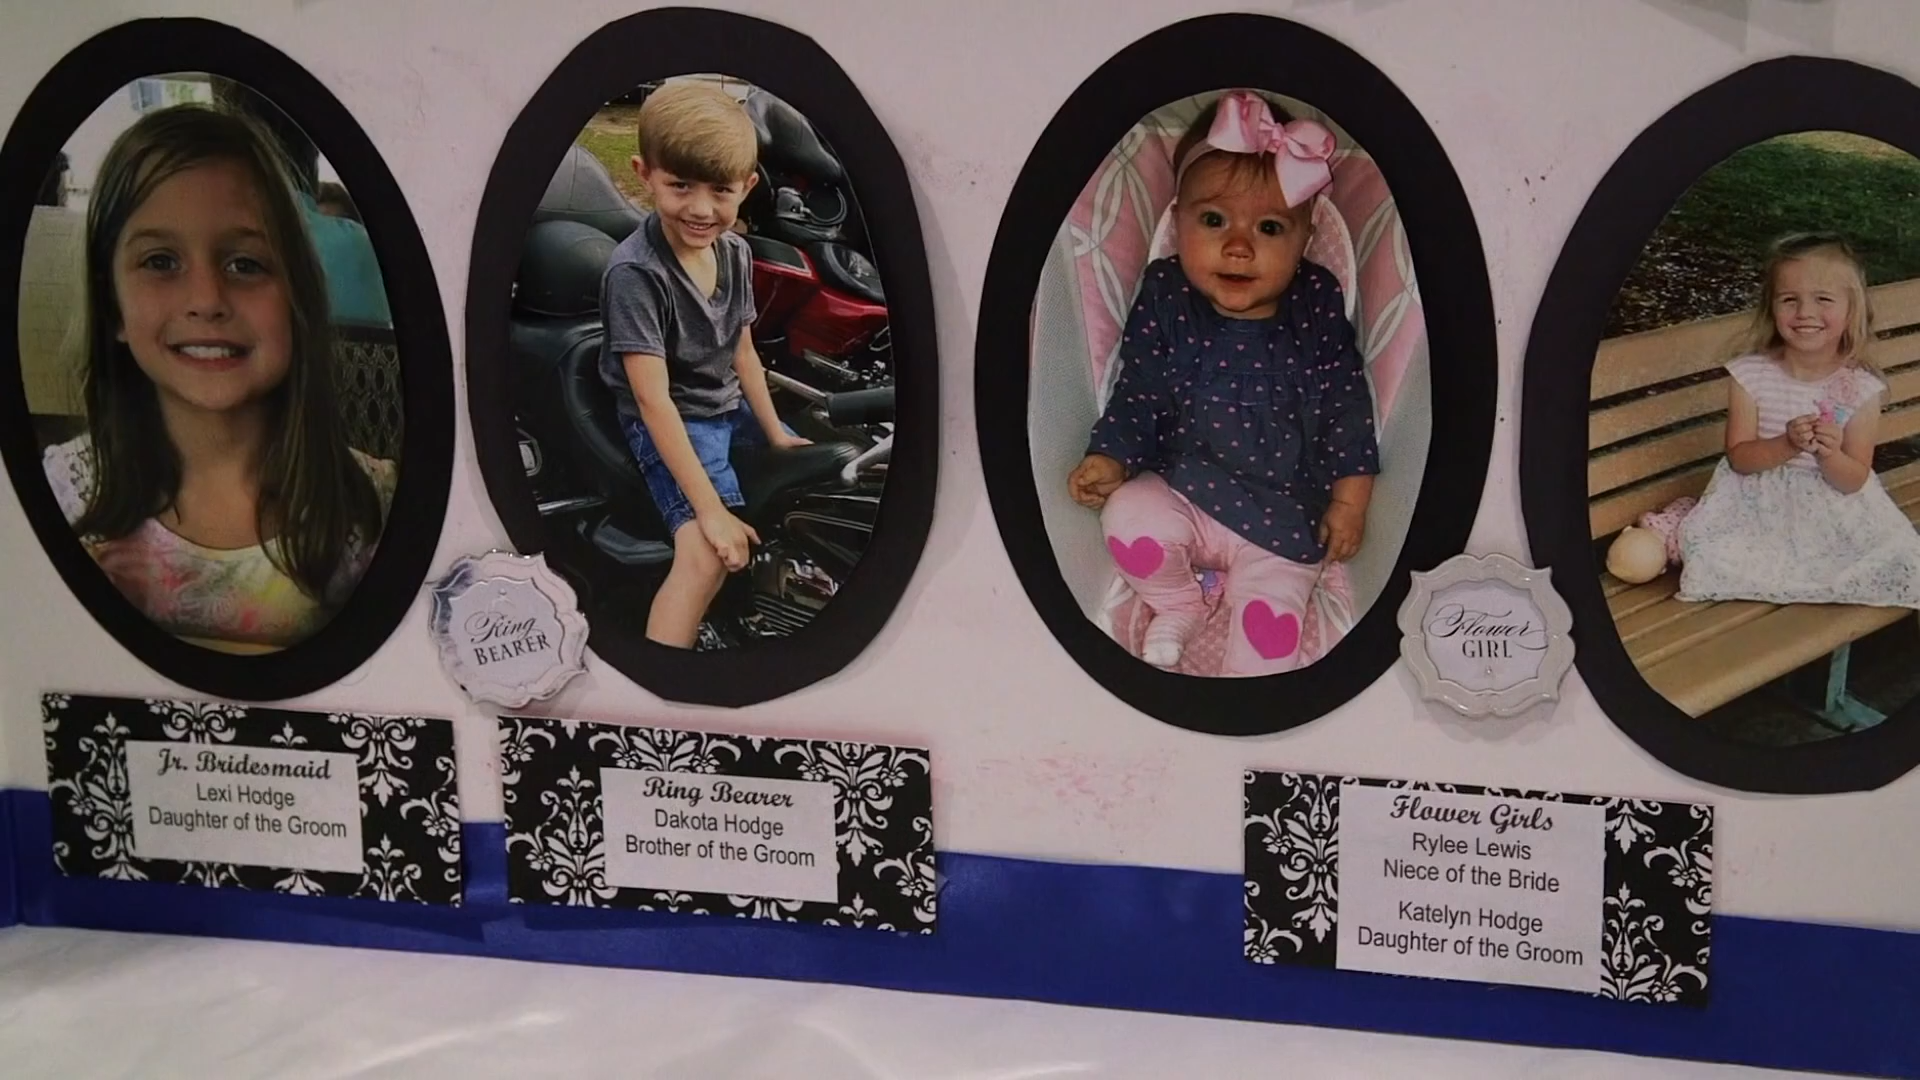 Ring
BEARER
Flower
GIRL
Jr. Bridesmaid
Lexi Hodge
Daughter of the Groom
Ring Bearer
Dakota Hodge
Brother of the Groom
Flower Girls
Rylee Lewis
Niece of the Bride
Katelyn Hodge
Daughter of the Groom